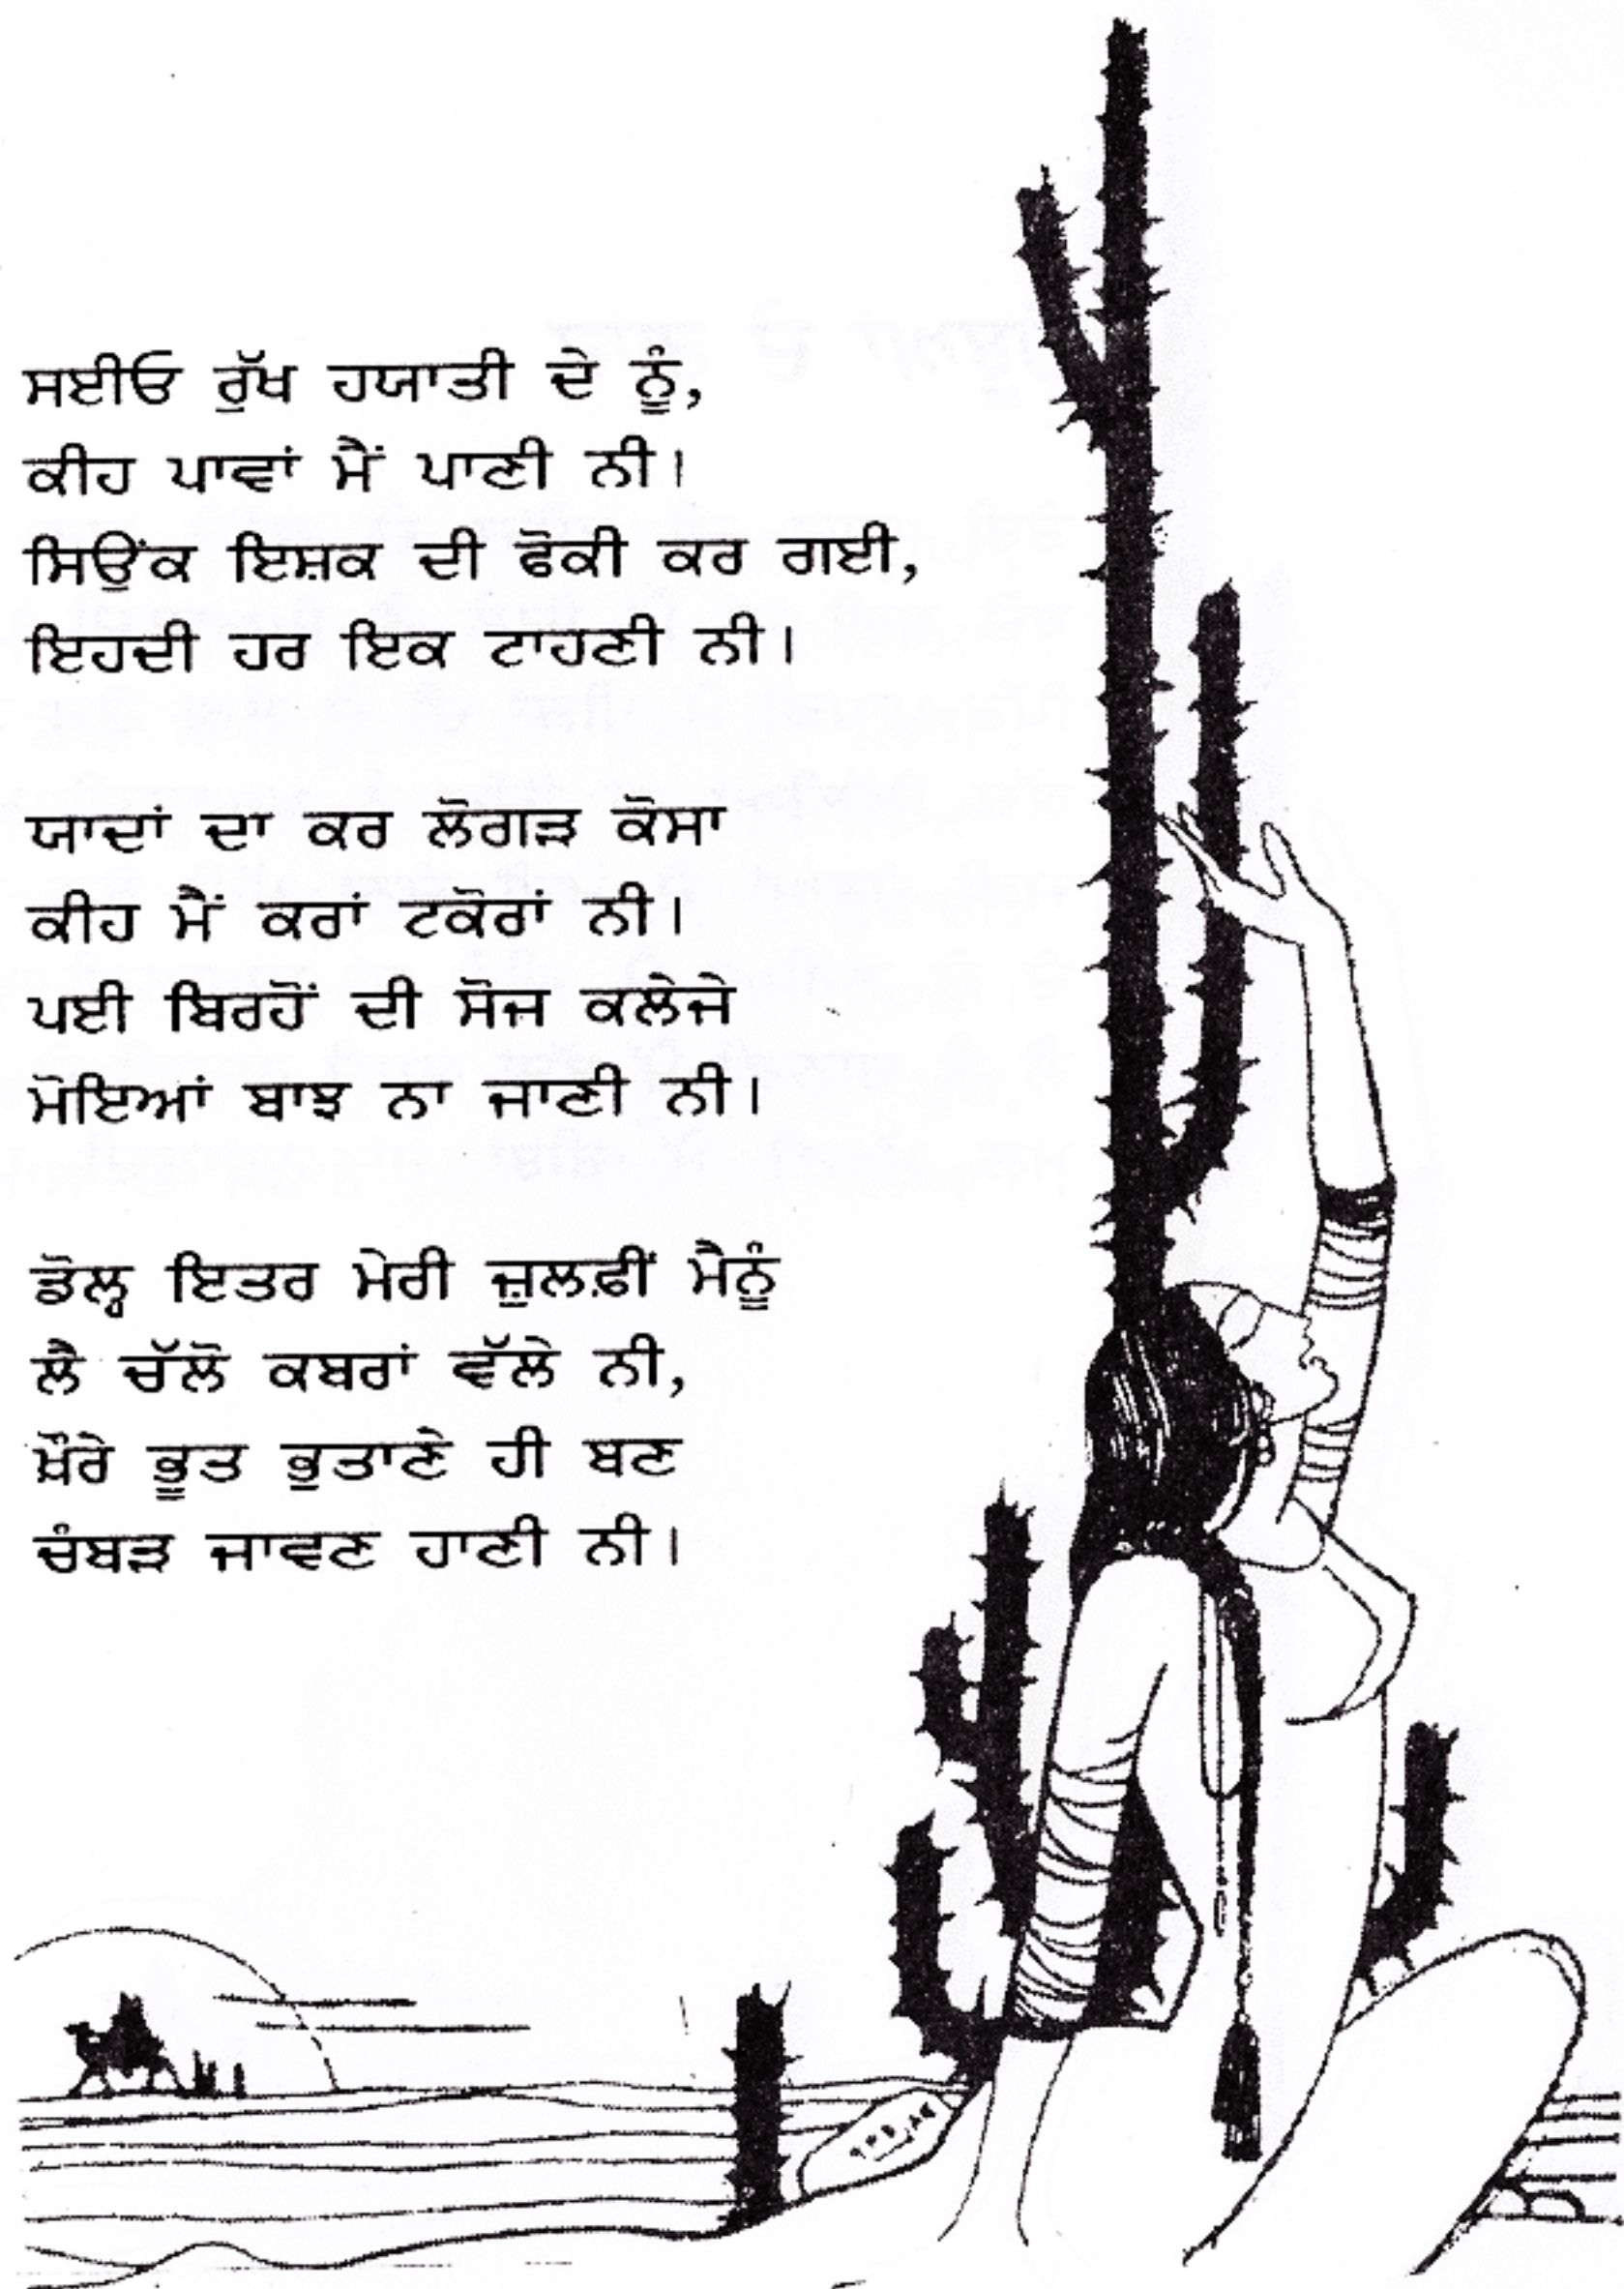 ਸਈਓ ਰੁੱਖ ਹਯਾਤੀ ਦੇ ਨੂੰ,
ਕੀਹ ਪਾਵਾਂ ਮੈਂ ਪਾਣੀ ਨੀ।
ਸਿਉਂਕ ਇਸ਼ਕ ਦੀ ਫੋਕੀ ਕਰ ਗਈ,
ਇਹਦੀ ਹਰ ਇਕ ਟਾਹਣੀ ਨੀ।
ਯਾਦਾਂ ਦਾ ਕਰ ਲੋਗੜ ਕੋਸਾ
ਕੀਹ ਮੈਂ ਕਰਾਂ ਟਕੋਰਾਂ ਨੀ।
ਪਈ ਬਿਰਹੋਂ ਦੀ ਸੋਜ ਕਲੇਜੇ
ਮੋਇਆਂ ਬਾਝ ਨਾ ਜਾਣੀ ਨੀ।
ਡੋਲ੍ਹ ਇਤਰ ਮੇਰੀ ਜ਼ੁਲਫ਼ੀਂ ਮੈਨੂੰ
ਲੈ ਚੱਲੋ ਕਬਰਾਂ ਵੱਲੇ ਨੀ,
ਖ਼ੌਰੇ ਭੂਤ ਭੁਤਾਣੇ ਹੀ ਬਣ
ਚੰਬੜ ਜਾਵਣ ਹਾਣੀ ਨੀ।